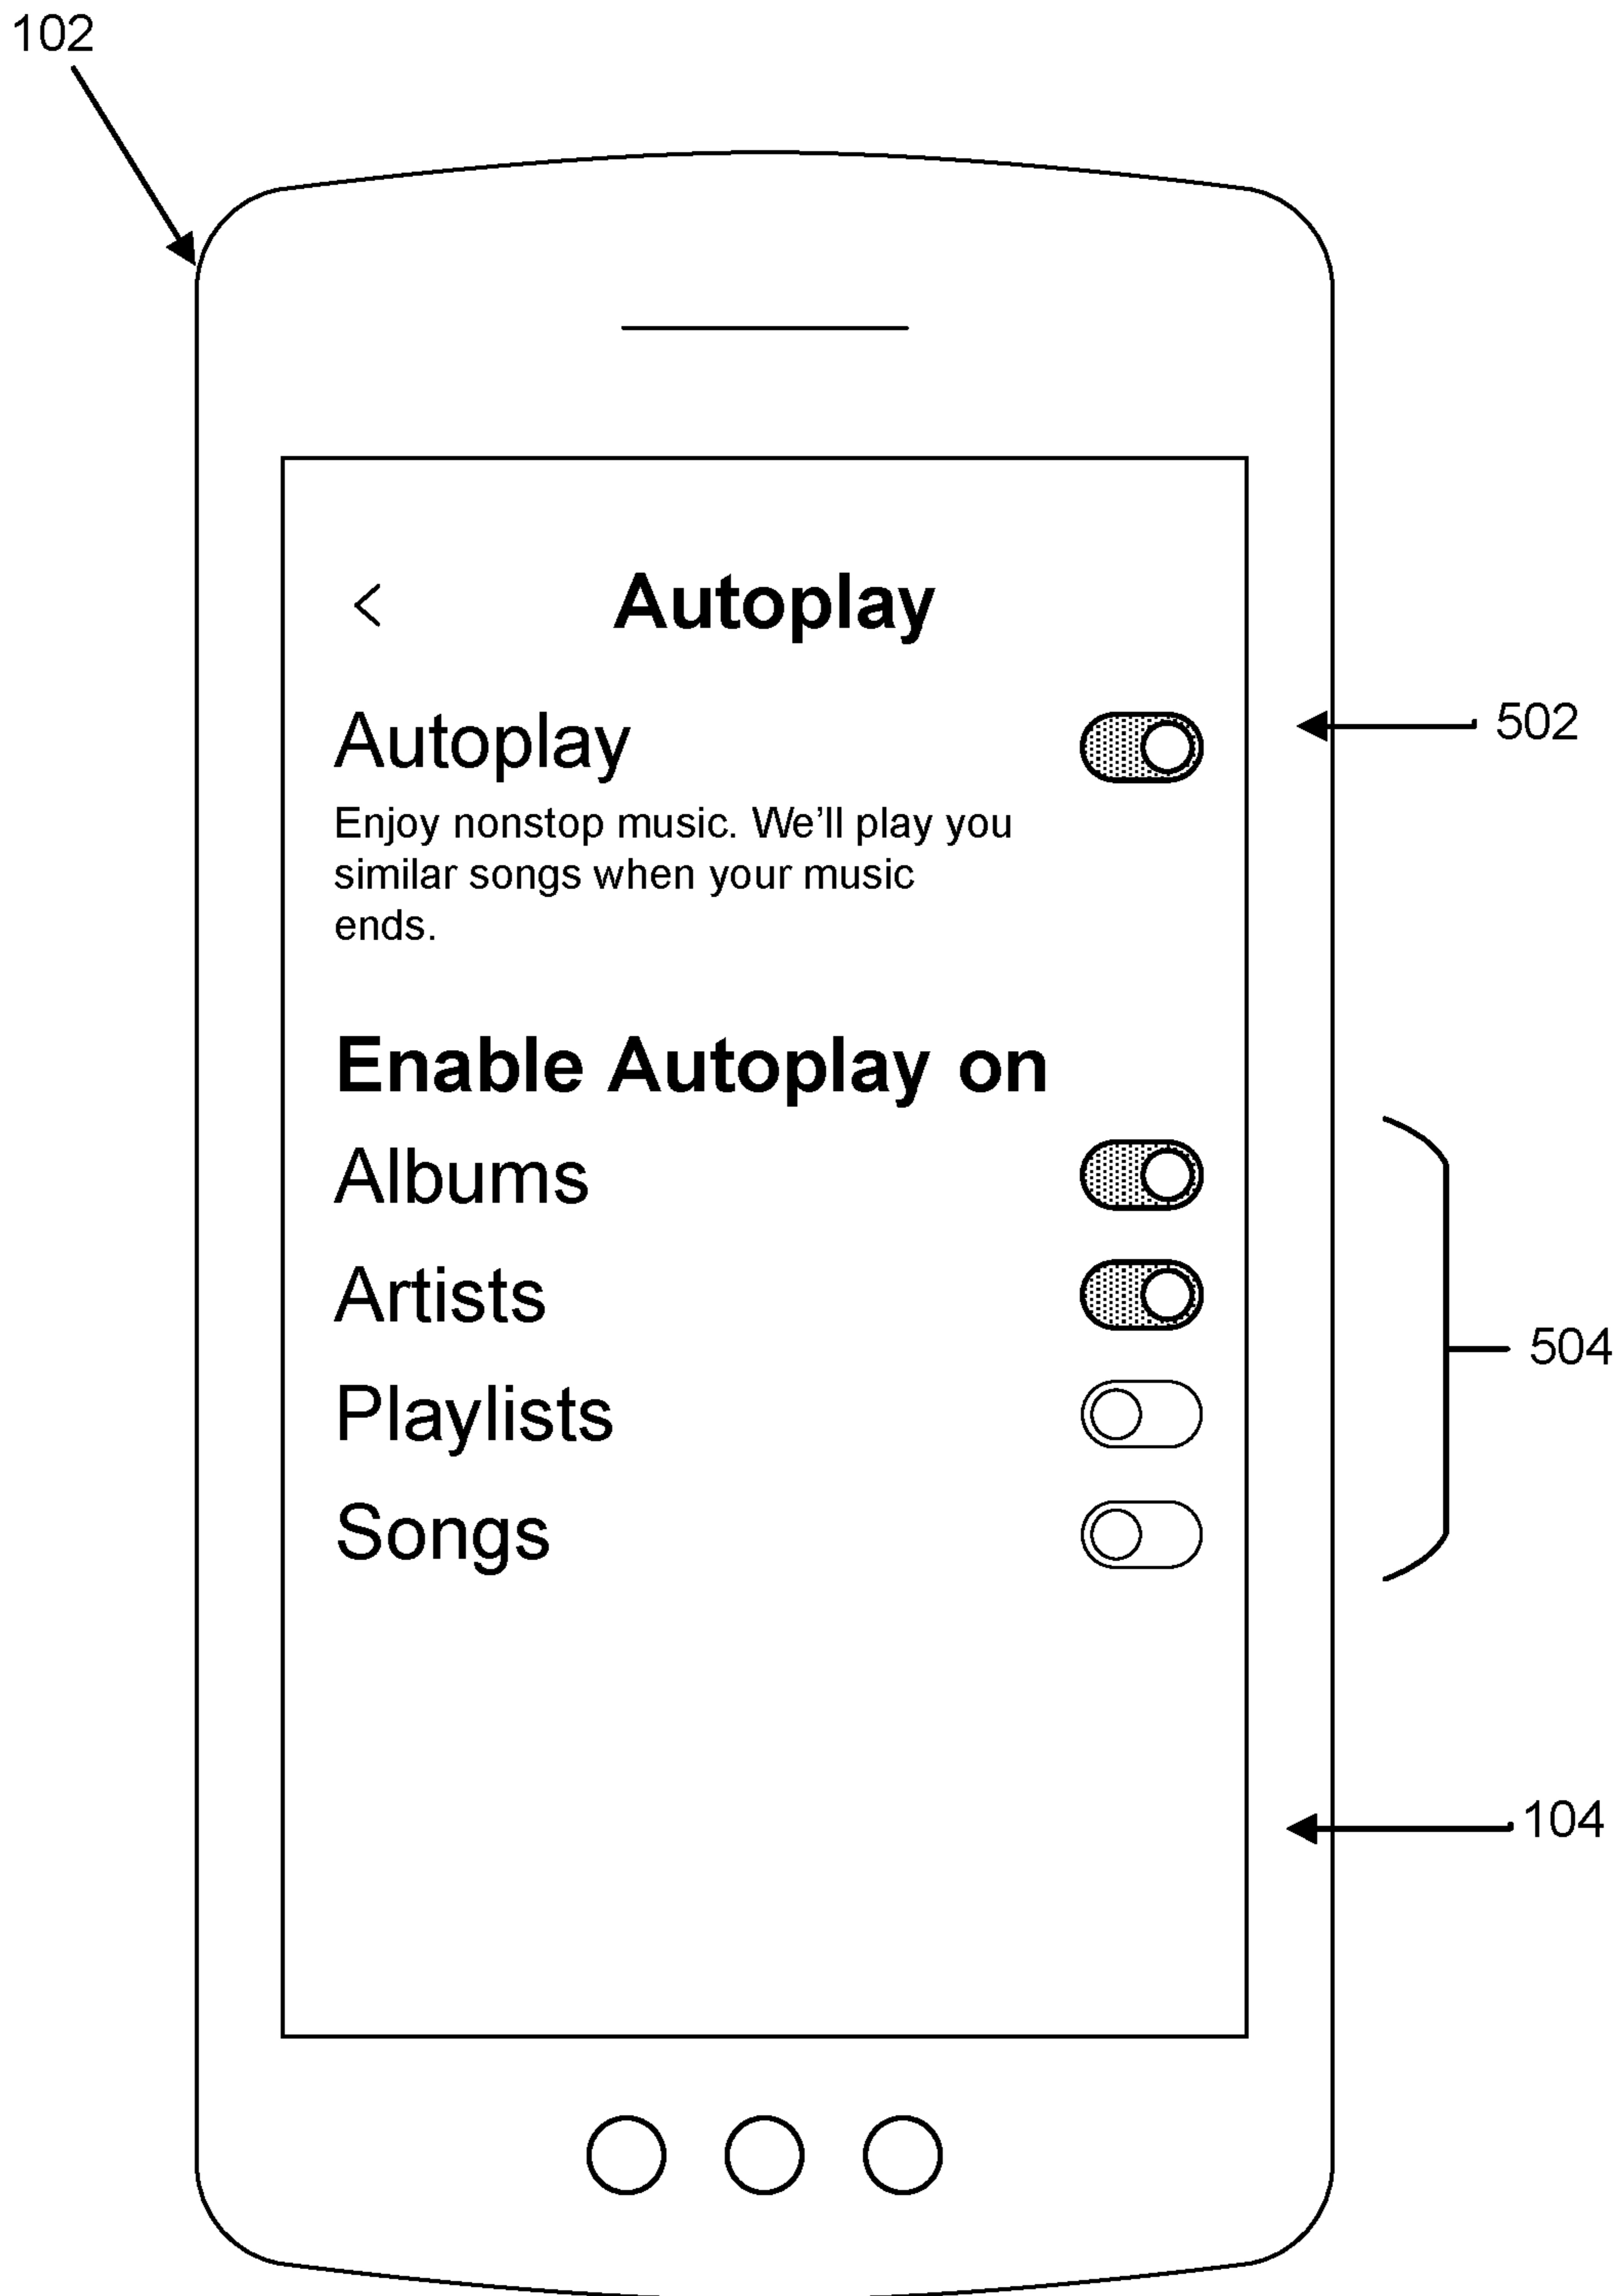 102
< Autoplay
Autoplay
502
Enjoy nonstop music. We'll play you
similar songs when your music
ends.
Enable Autoplay on
Albums
Artists
504
Playlists
Songs
104